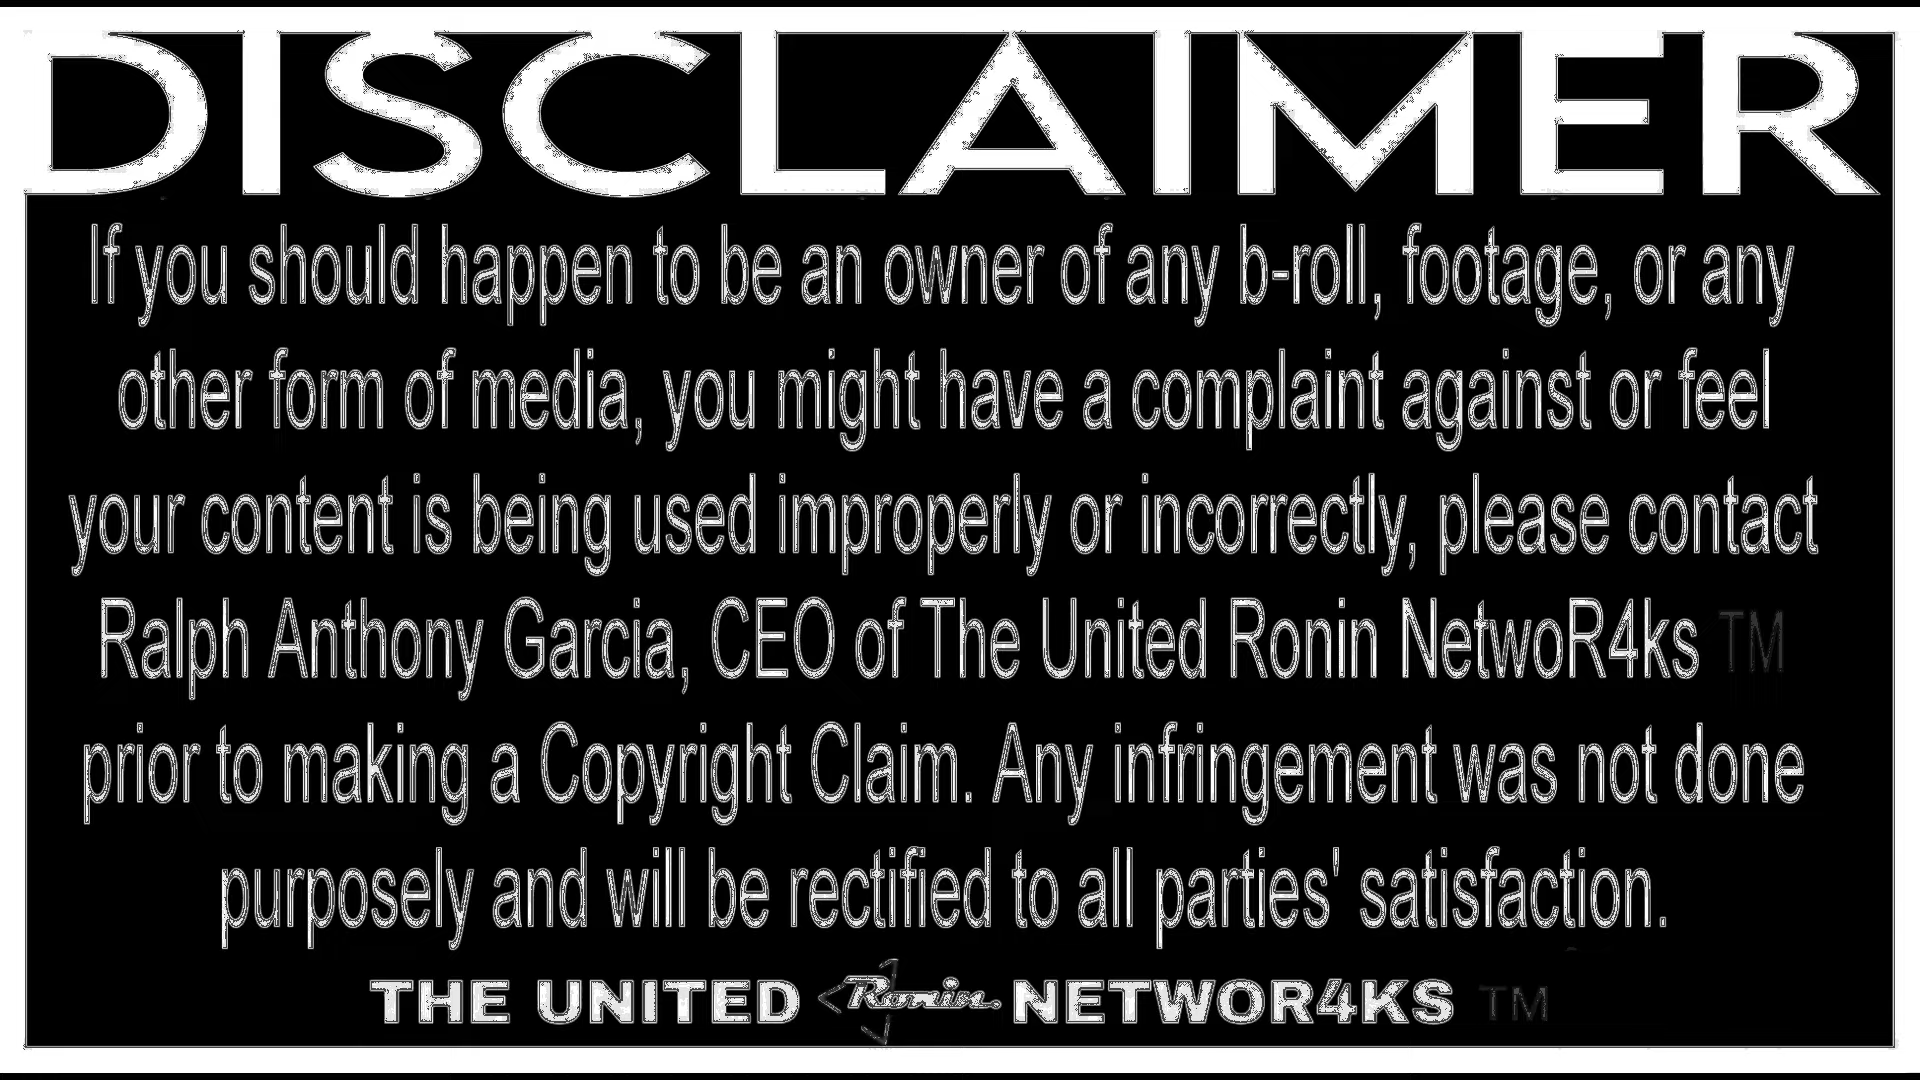 DISCLAIMER
If you should happen to be an owner of any b-roll, footage, or any
other form of media, you might have a complaint against or feel
your content is being used improperly or incorrectly, please contact
Ralph Anthony Garcia, CEO of The United Ronin NetwoR4ks TM
prior to making a Copyright Claim. Any infringement was not done
purposely and will be rectified to all parties' satisfaction.
THE UNITED Ronin. NETWOR4KS TM